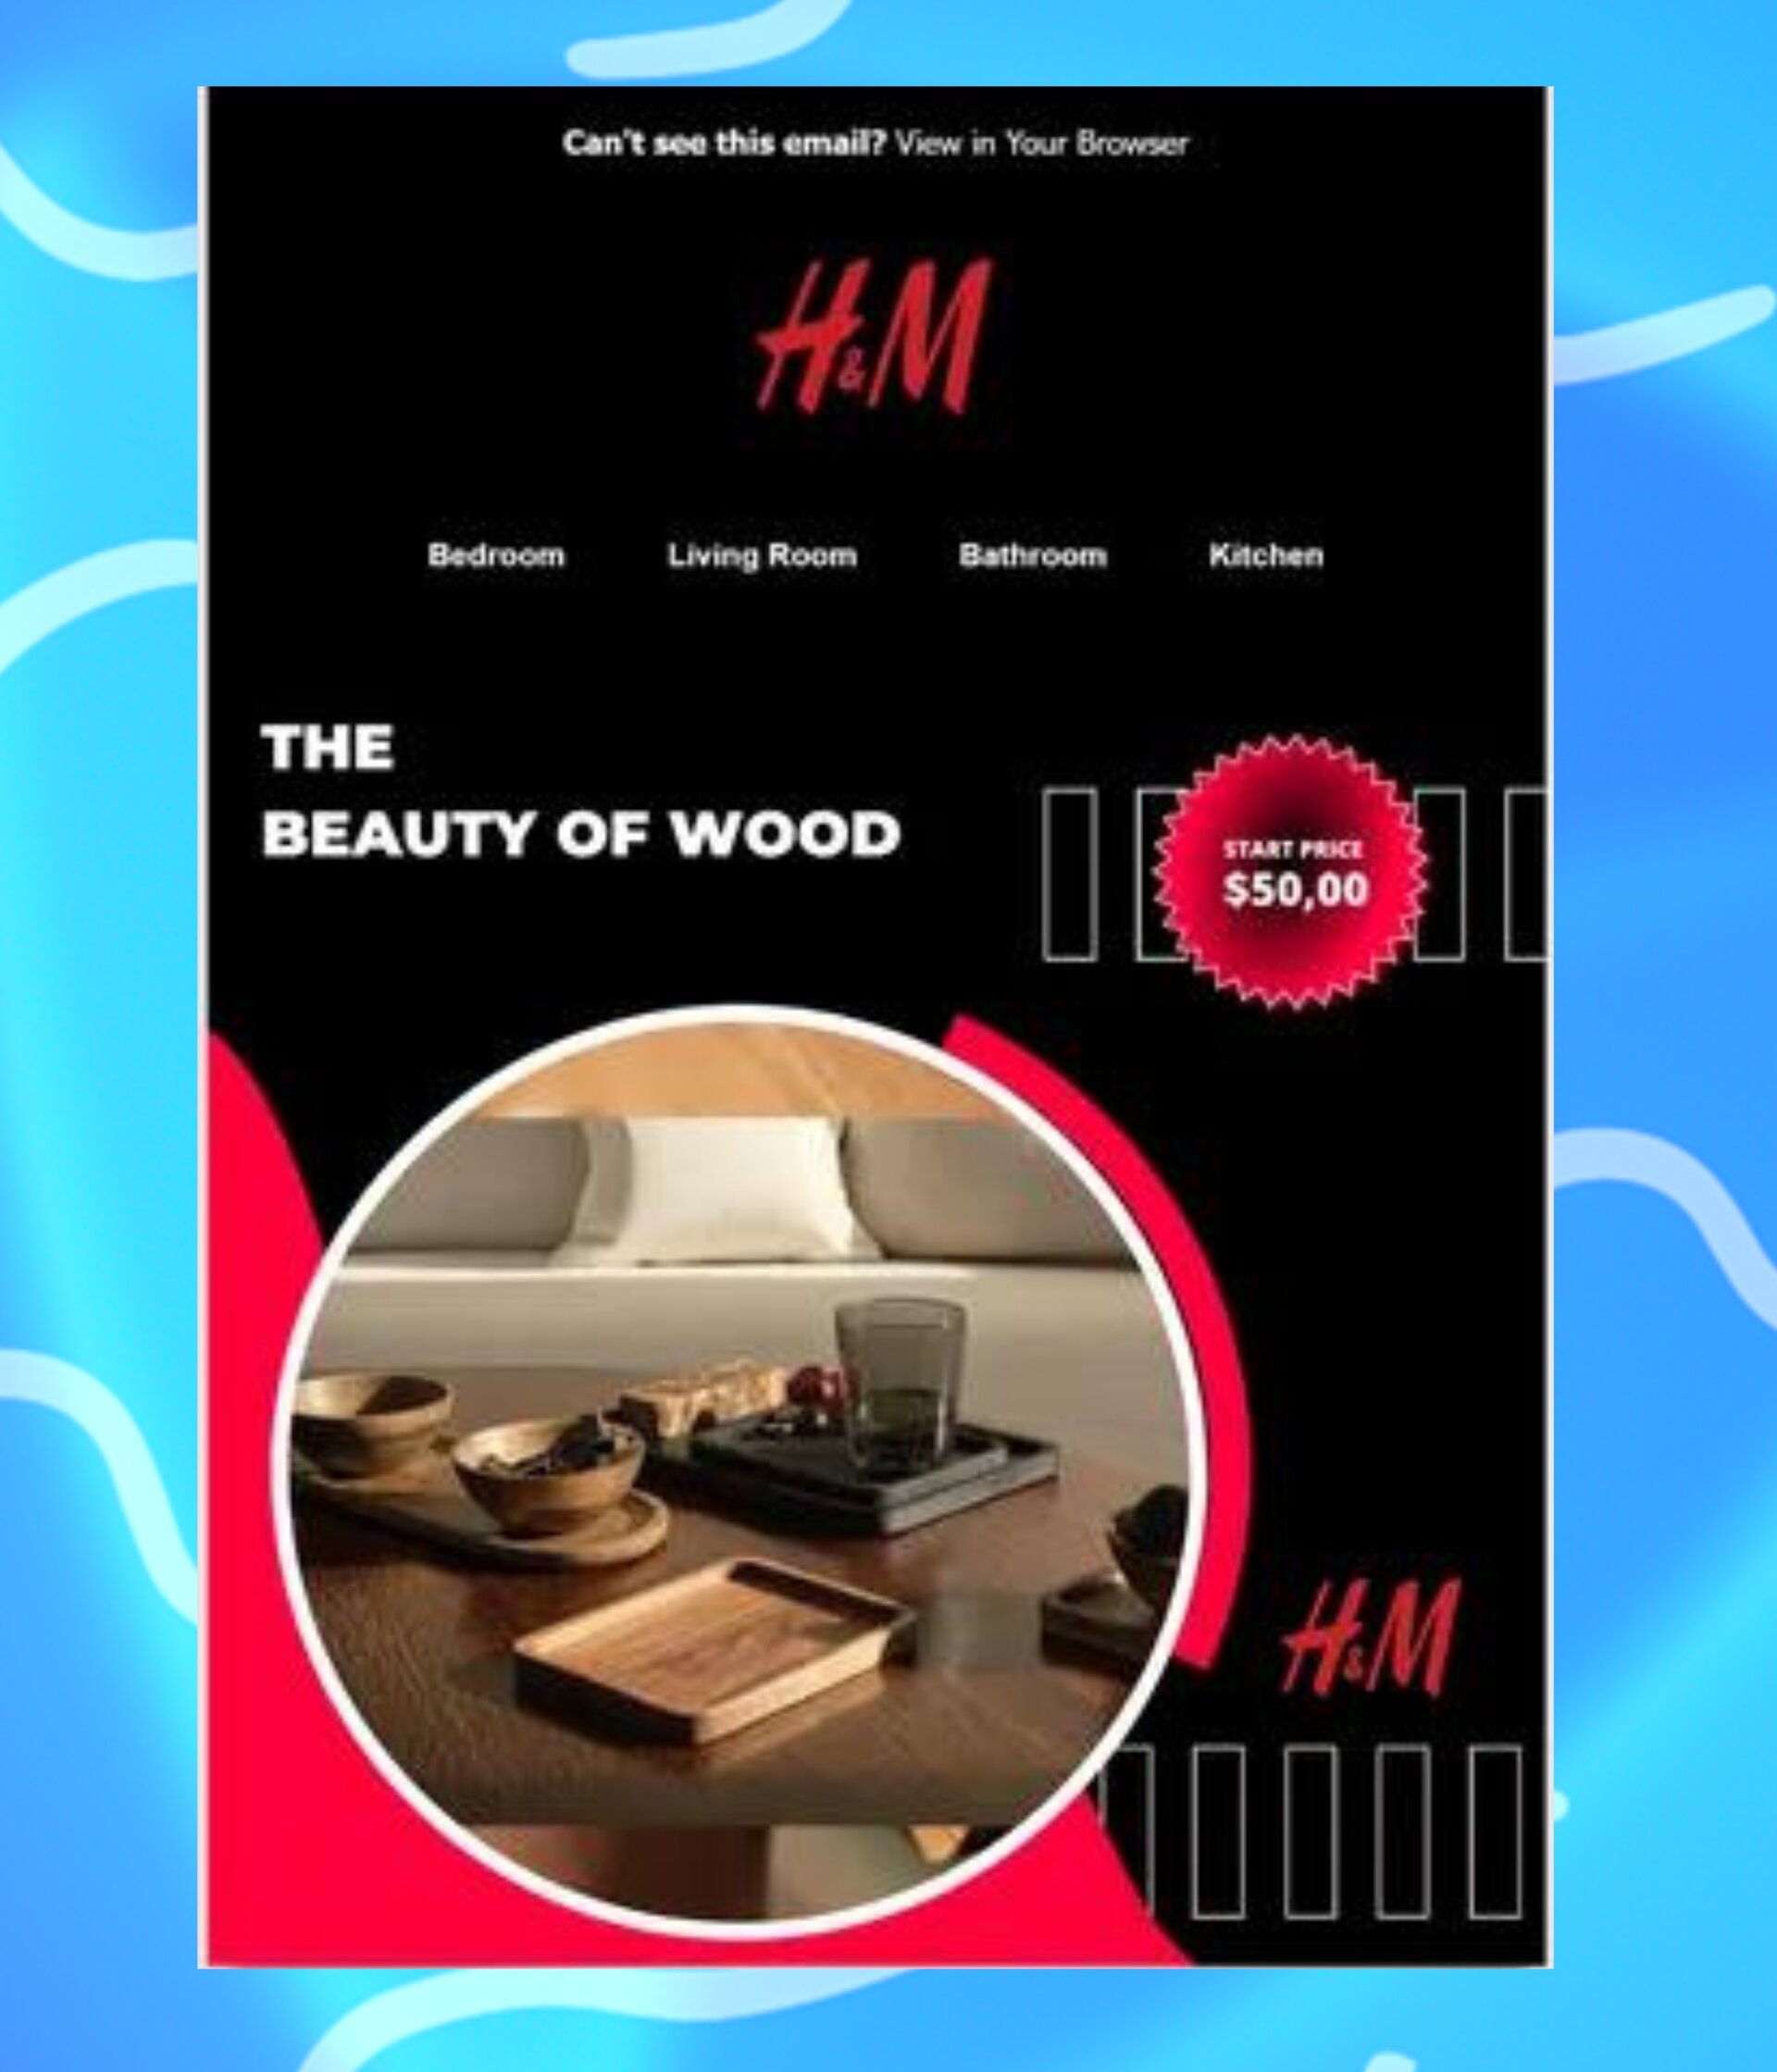 Can't see this email? View in Your Browser
H&M
Bedroom Living Room Bathroom Kitchen
THE
BEAUTY OF WOOD
START PRICE
$50,00
H&M